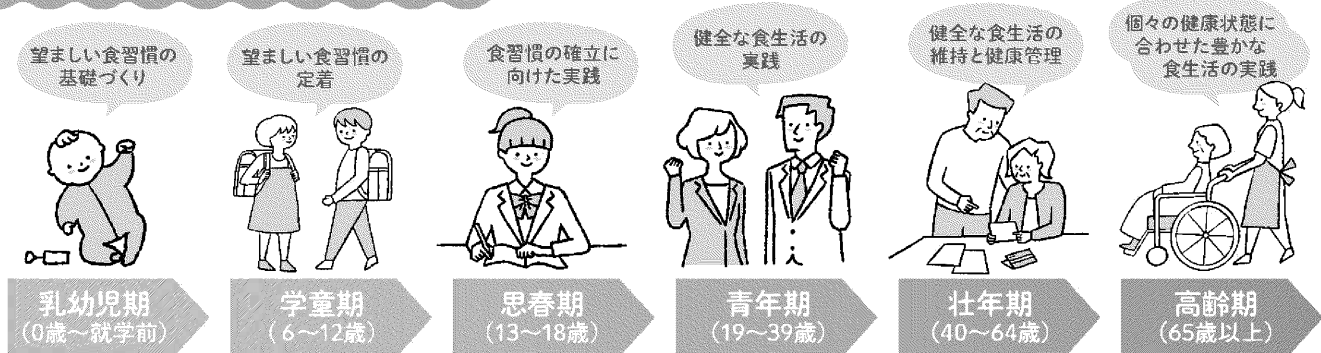 望ましい食習慣の
基礎づくり
望ましい食習慣の
定着
食習慣の確立に
向けた実践
健全な食生活の
実践
健全な食生活の
維持と健康管理
個々の健康状態に
合わせた豊かな
食生活の実践
乳幼児期
(0歳〜就学前)
学童期
(6〜12歳)
思春期
(13〜18歳)
青年期
(19〜39歳)
壮年期
(40〜64歳)
高齢期
(65歳以上)